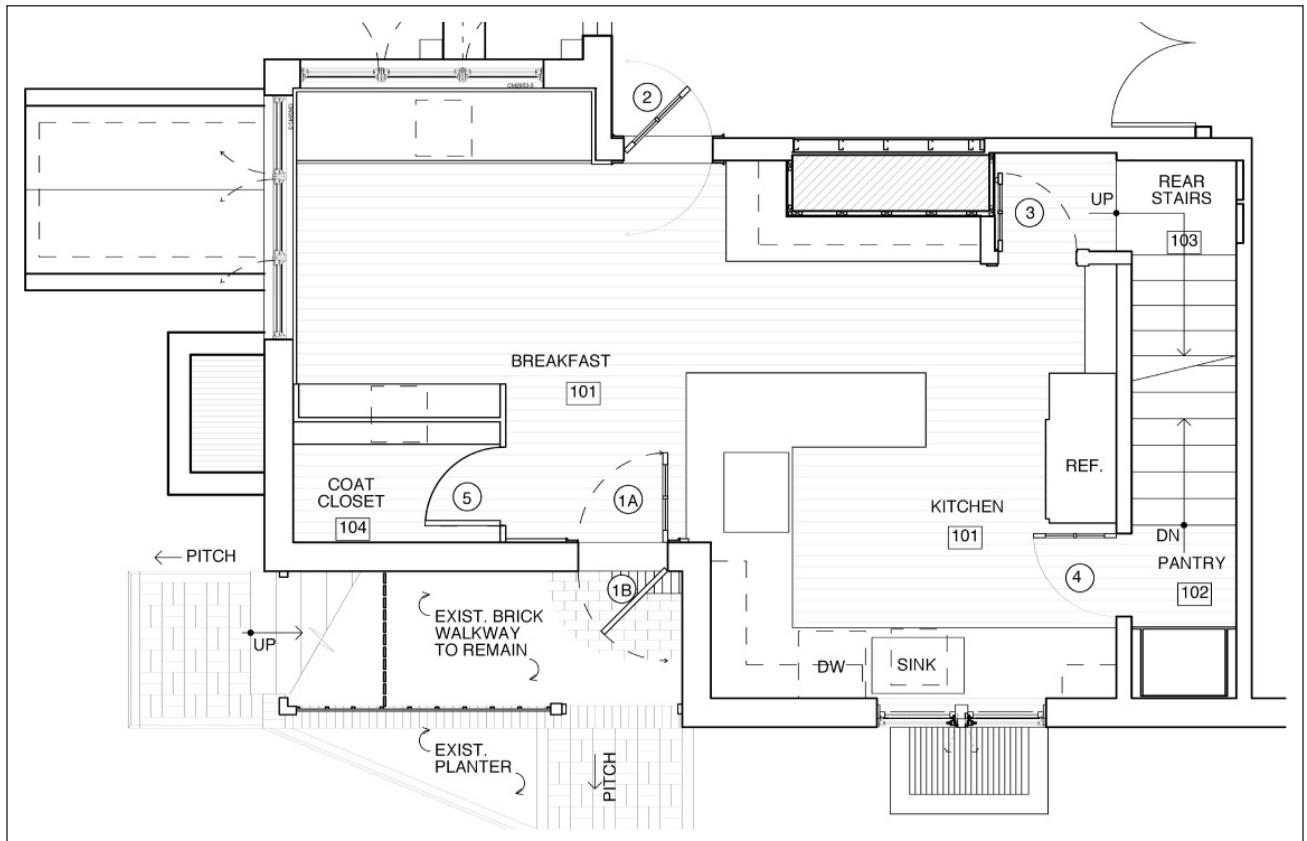 2
REAR
STAIRS
UP
3
103
BREAKFAST
101
REF.
COAT
CLOSET
104
5
1A
KITCHEN
101
DN
PANTRY
102
4
PITCH
1B
EXIST. BRICK
WALKWAY
TO REMAIN
UP
DW
SINK
EXIST.
PLANTER
PITCH